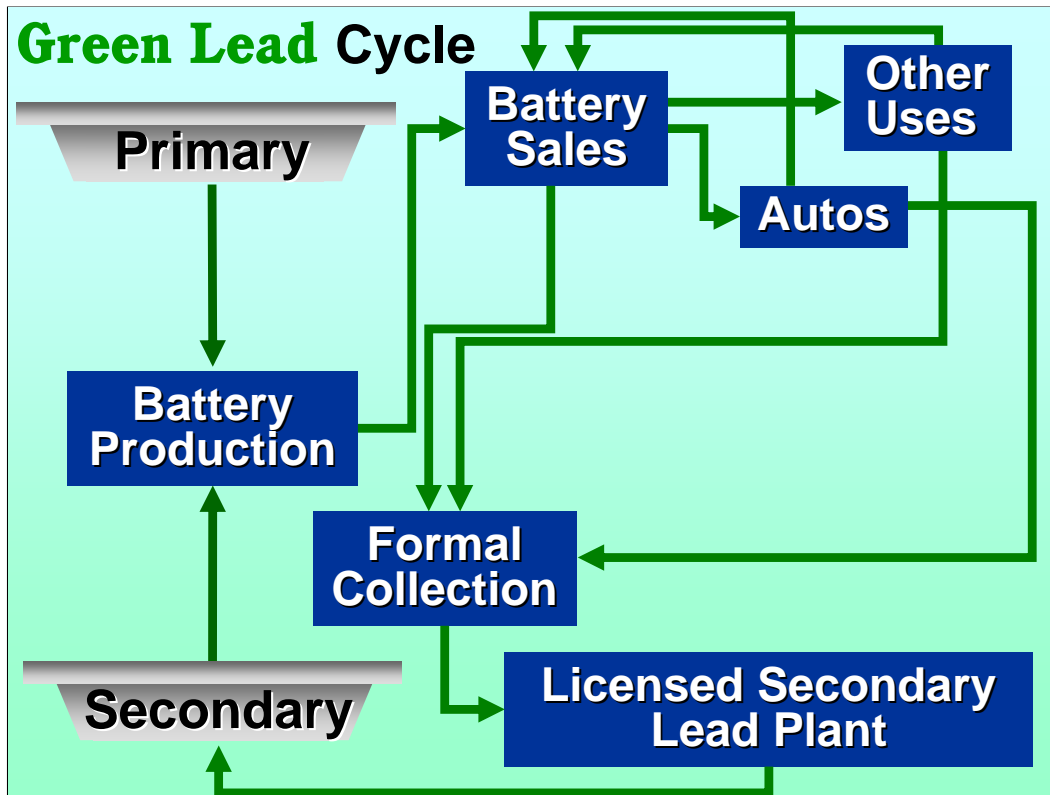 Green Lead Cycle
Primary
Battery
Sales
Other
Uses
Autos
Battery
Production
Formal
Collection
Secondary
Licensed Secondary
Lead Plant